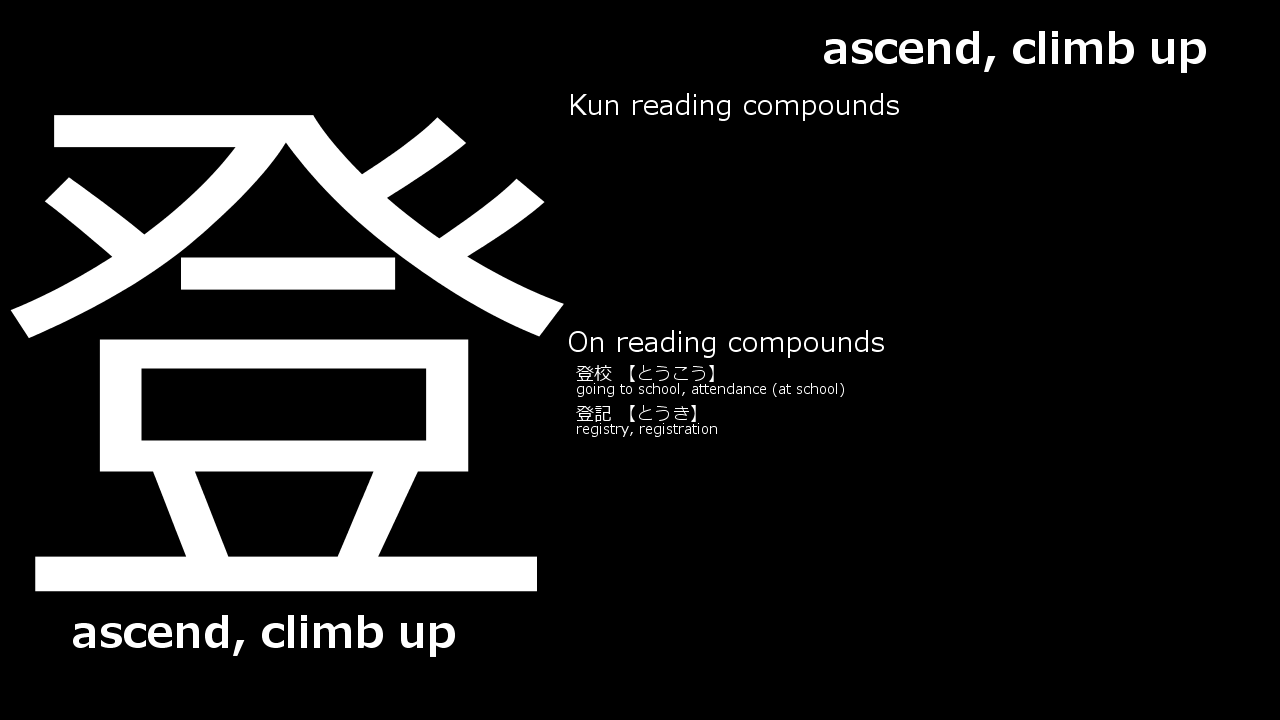 登
ascend, climb up
ascend, climb up
Kun reading compounds
On reading compounds
登校 【とうこう】
going to school, attendance (at school)
登記 【とうき】
registry, registration